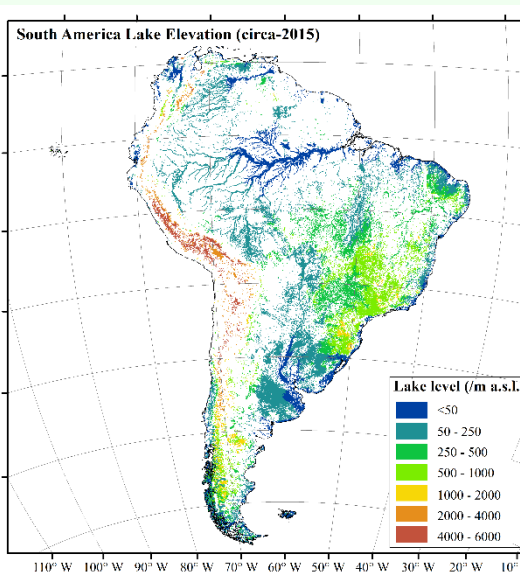 South America Lake Elevation (circa-2015)
Lake level (/m a.s.l.)
<50
50 - 250
250 - 500
500 - 1000
1000 - 2000
2000 - 4000
4000 - 6000
110° W 100° W 90° W 80° W 70° W 60° W 50° W 40° W 30° W 20° W 10°